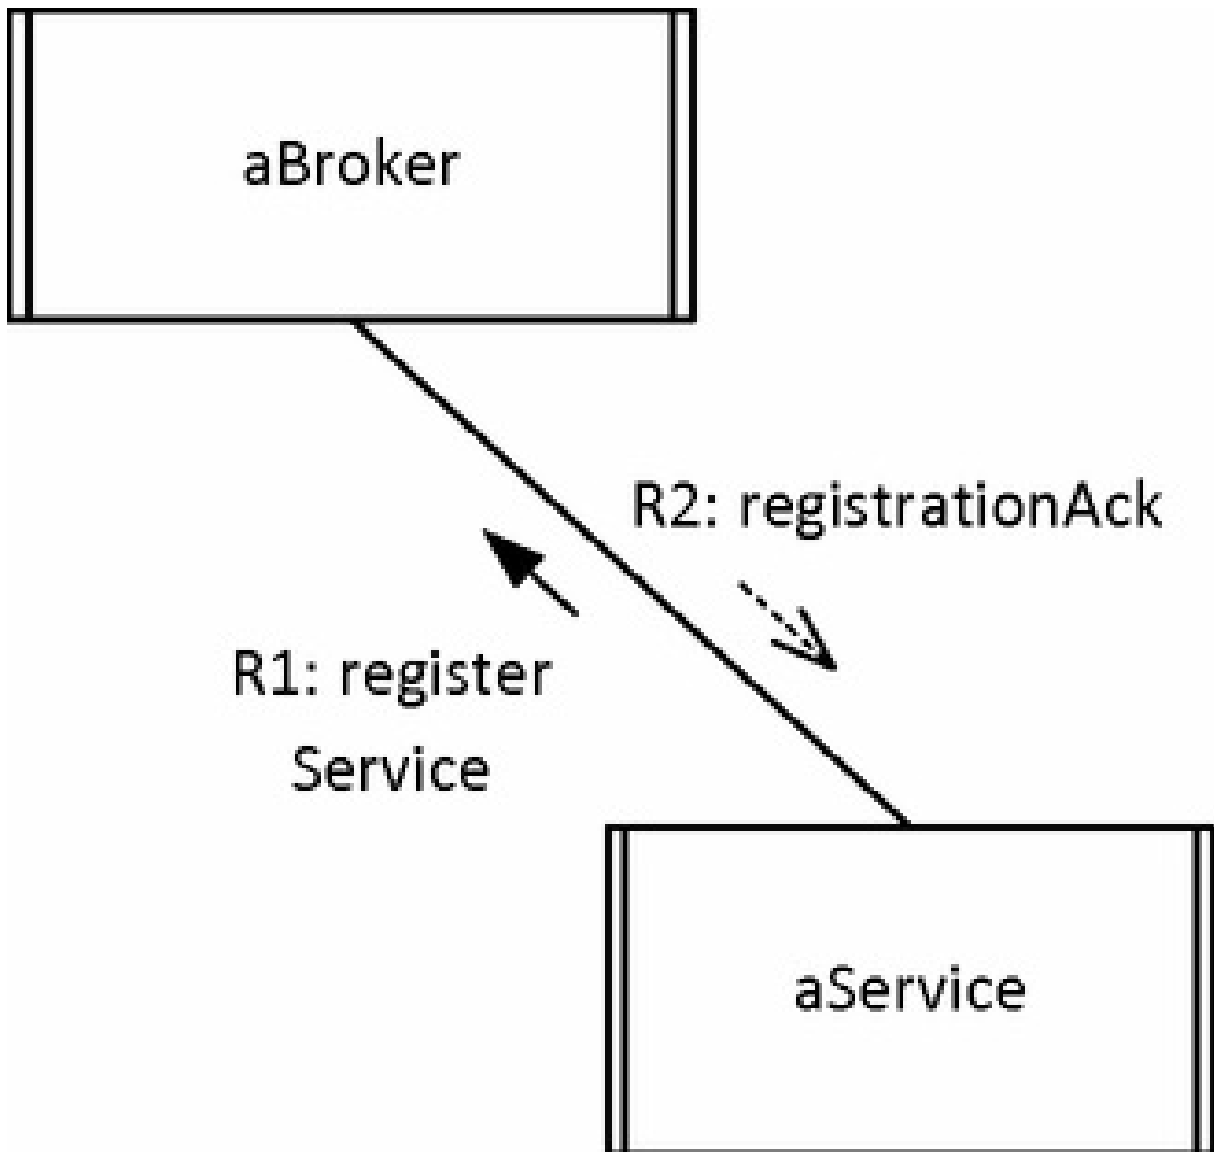 aBroker
R2: registrationAck
R1: register
Service
aService